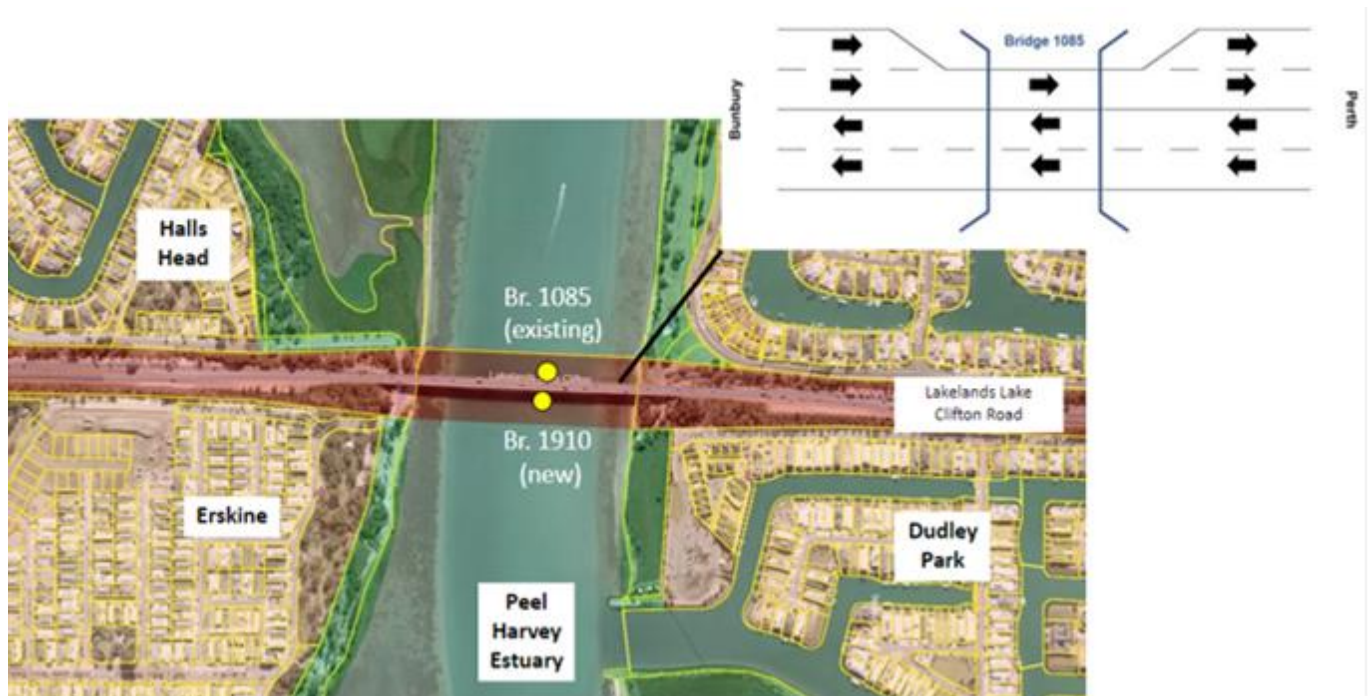 Bridge 1085
Bunbury
Perth
Halls
Head
Br. 1085
(existing)
Lakelands Lake
Clifton Road
Br. 1910
(new)
Erskine
Dudley
Park
Peel
Harvey
Estuary